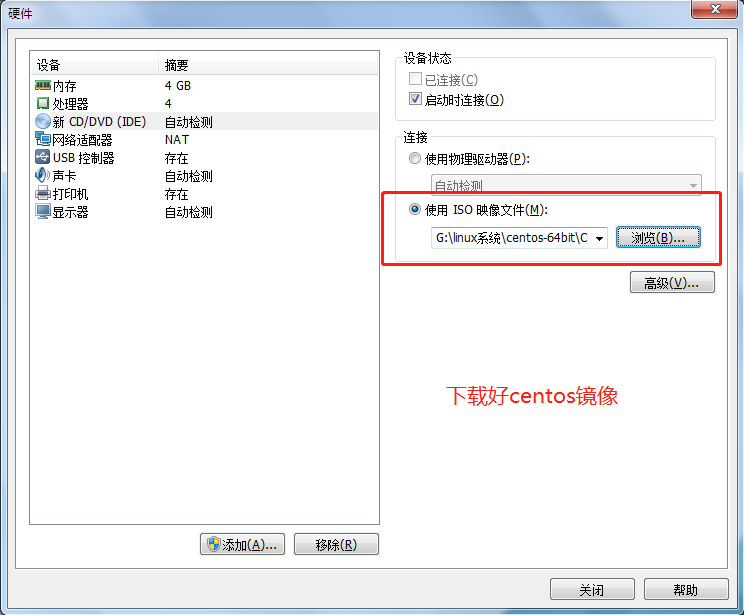 硬件
设备 摘要
内存 4 GB
处理器 4
新 CD/DVD (IDE) 自动检测
网络适配器 NAT
USB 控制器 存在
声卡 自动检测
打印机 存在
显示器 自动检测
添加(A)... 移除(R)
设备状态
已连接(C)
启动时连接(O)
连接
使用物理驱动器(P):
自动检测
使用 ISO 映像文件(M):
G:\linux系统\centos-64bit\C 浏览(B)...
高级(V)...
下载好centos镜像
关闭 帮助